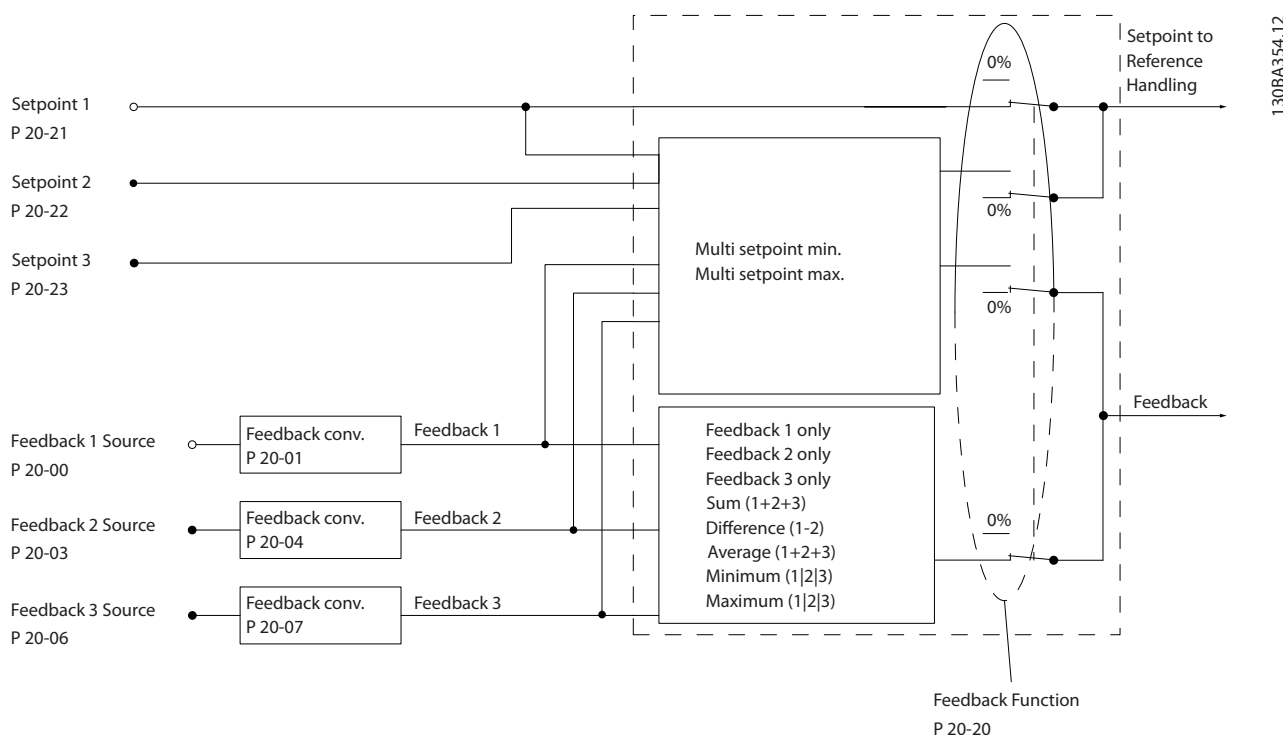 130BA354.12
0%
Setpoint to
Reference
Handling
Setpoint 1
P 20-21
Setpoint 2
P 20-22
0%
Setpoint 3
P 20-23
Multi setpoint min.
Multi setpoint max.
0%
Feedback
Feedback 1 Source
P 20-00
Feedback conv.
P 20-01
Feedback 1
Feedback 2 Source
P 20-03
Feedback conv.
P 20-04
Feedback 2
Feedback 3 Source
P 20-06
Feedback conv.
P 20-07
Feedback 3
Feedback 1 only
Feedback 2 only
Feedback 3 only
Sum (1+2+3)
Difference (1-2)
Average (1+2+3)
Minimum (1|2|3)
Maximum (1|2|3)
0%
Feedback Function
P 20-20